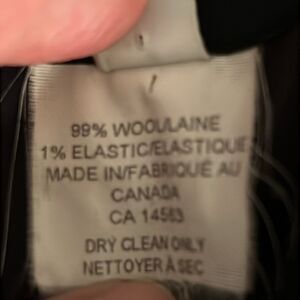 99% WOOL/LAINE
1% ELASTIC/ELASTIQUE
MADE IN/FABRIQUÉ AU
CANADA
CA 14563
DRY CLEAN ONLY
NETTOYER À SEC